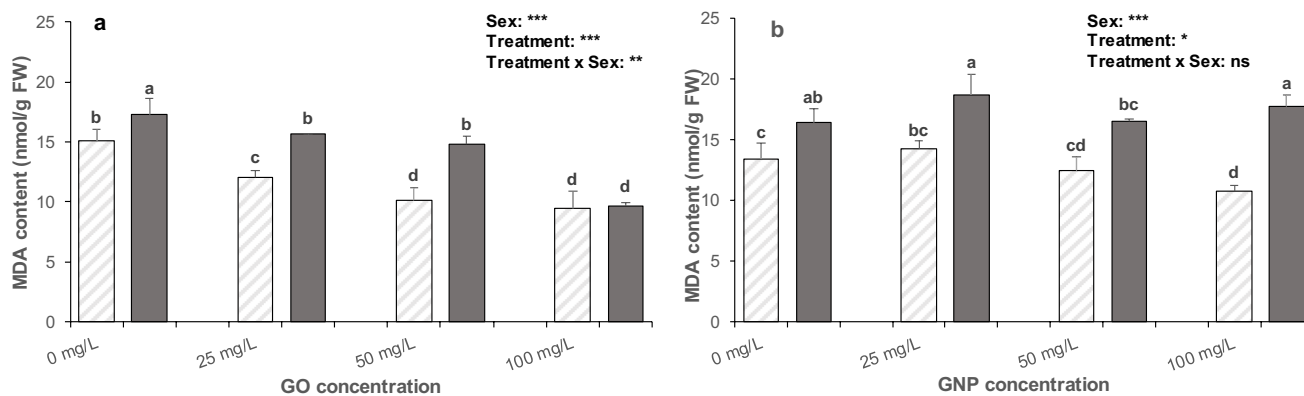 a
Sex: ***
Treatment: ***
Treatment x Sex: **
MDA content (nmol/g FW)
25
20
15
10
5
0
b
a
c
b
d
b
d
d
0 mg/L
25 mg/L
50 mg/L
100 mg/L
GO concentration
b
Sex: ***
Treatment: *
Treatment x Sex: ns
MDA content (nmol/g FW)
25
20
15
10
5
0
c
ab
bc
a
cd
bc
d
a
0 mg/L
25 mg/L
50 mg/L
100 mg/L
GNP concentration